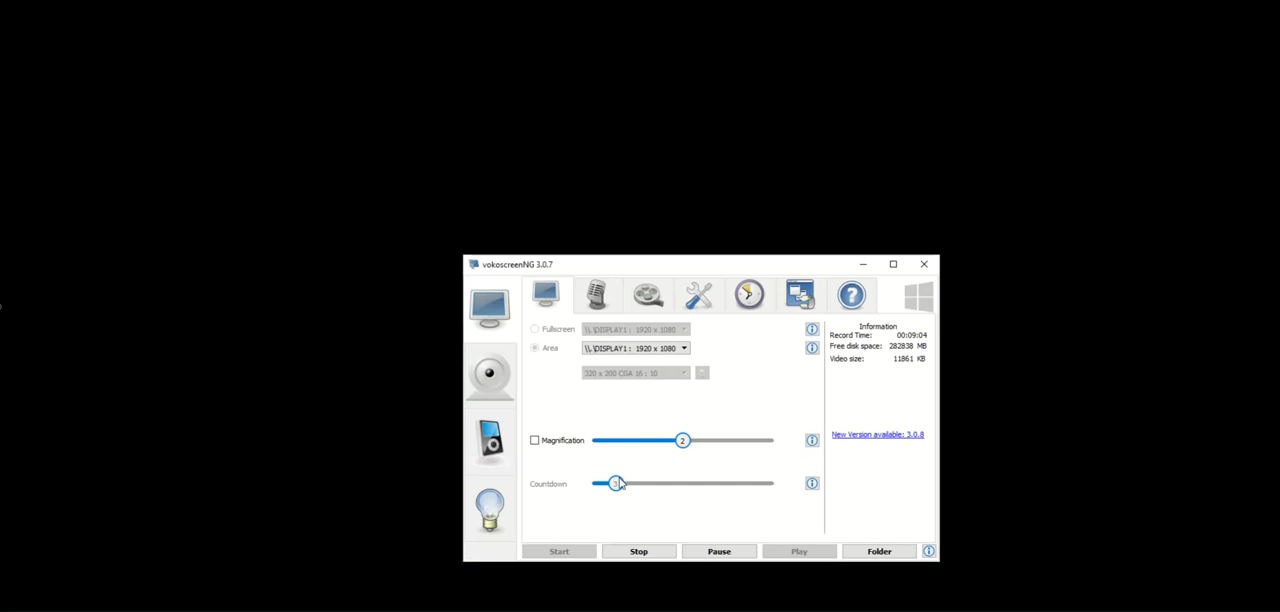 vokoscreenNG 3.0.7
Fullscreen
\\.\DISPLAY1 : 1920 x 1080
Area
\\.\DISPLAY1 : 1920 x 1080
320 x 200 CGA 16 : 10
Magnification
2
Countdown
3
Information
Record Time: 00:09:04
Free disk space: 282838 MB
Video size: 11861 KB
New Version available: 3.0.8
Start
Stop
Pause
Play
Folder